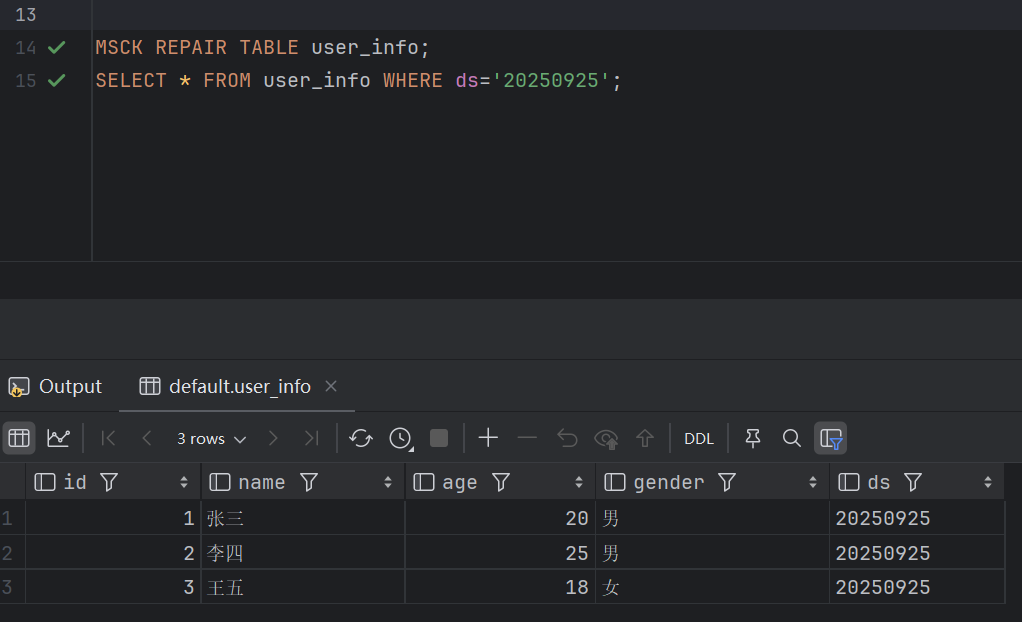 13
14 MSCK REPAIR TABLE user_info;
15 SELECT * FROM user_info WHERE ds='20250925';
Output default.user_info
3 rows DDL
id name age gender ds
1 1 张三 20 男 20250925
2 2 李四 25 男 20250925
3 3 王五 18 女 20250925